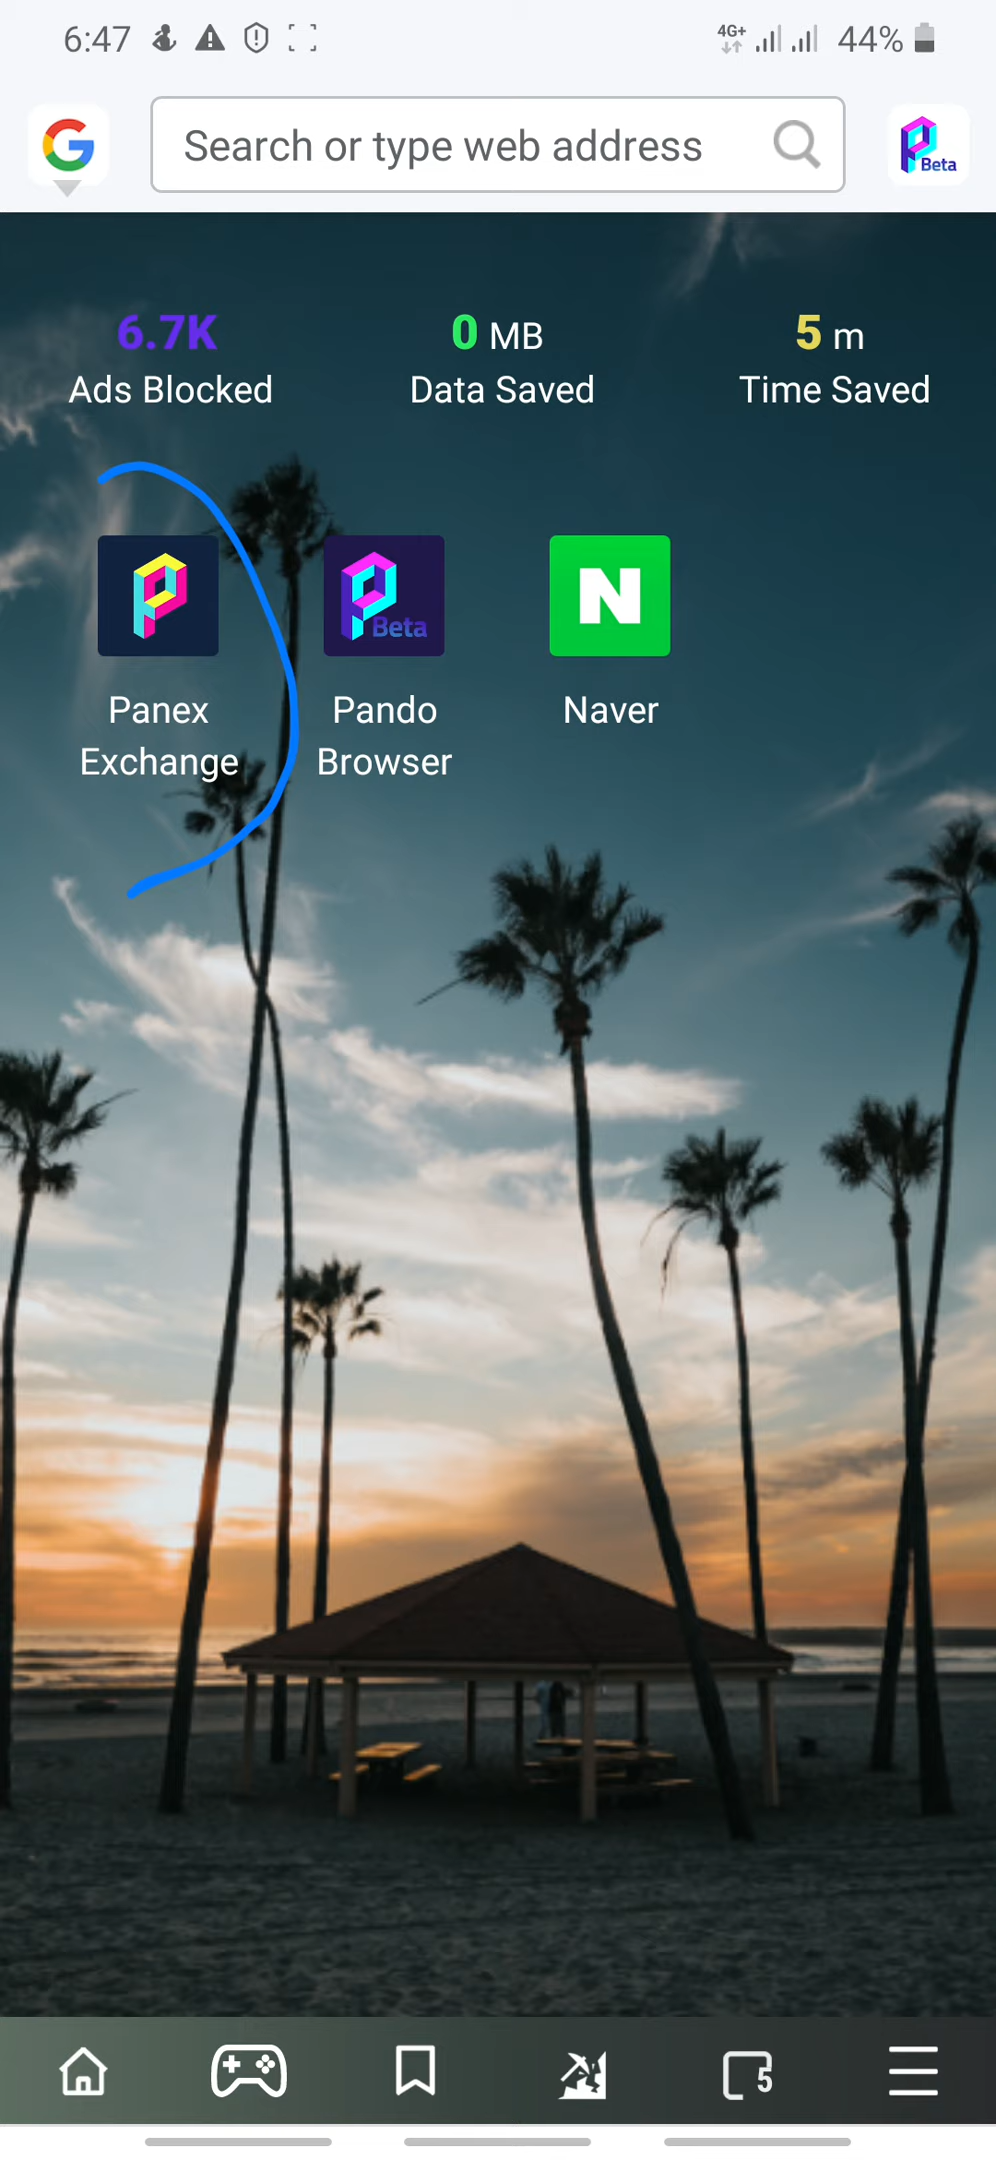 6:47 4G+ 44%
Search or type web address
Beta
6.7K 0 MB 5 m
Ads Blocked Data Saved Time Saved
Beta N
Panex Pando Naver
Exchange Browser
5